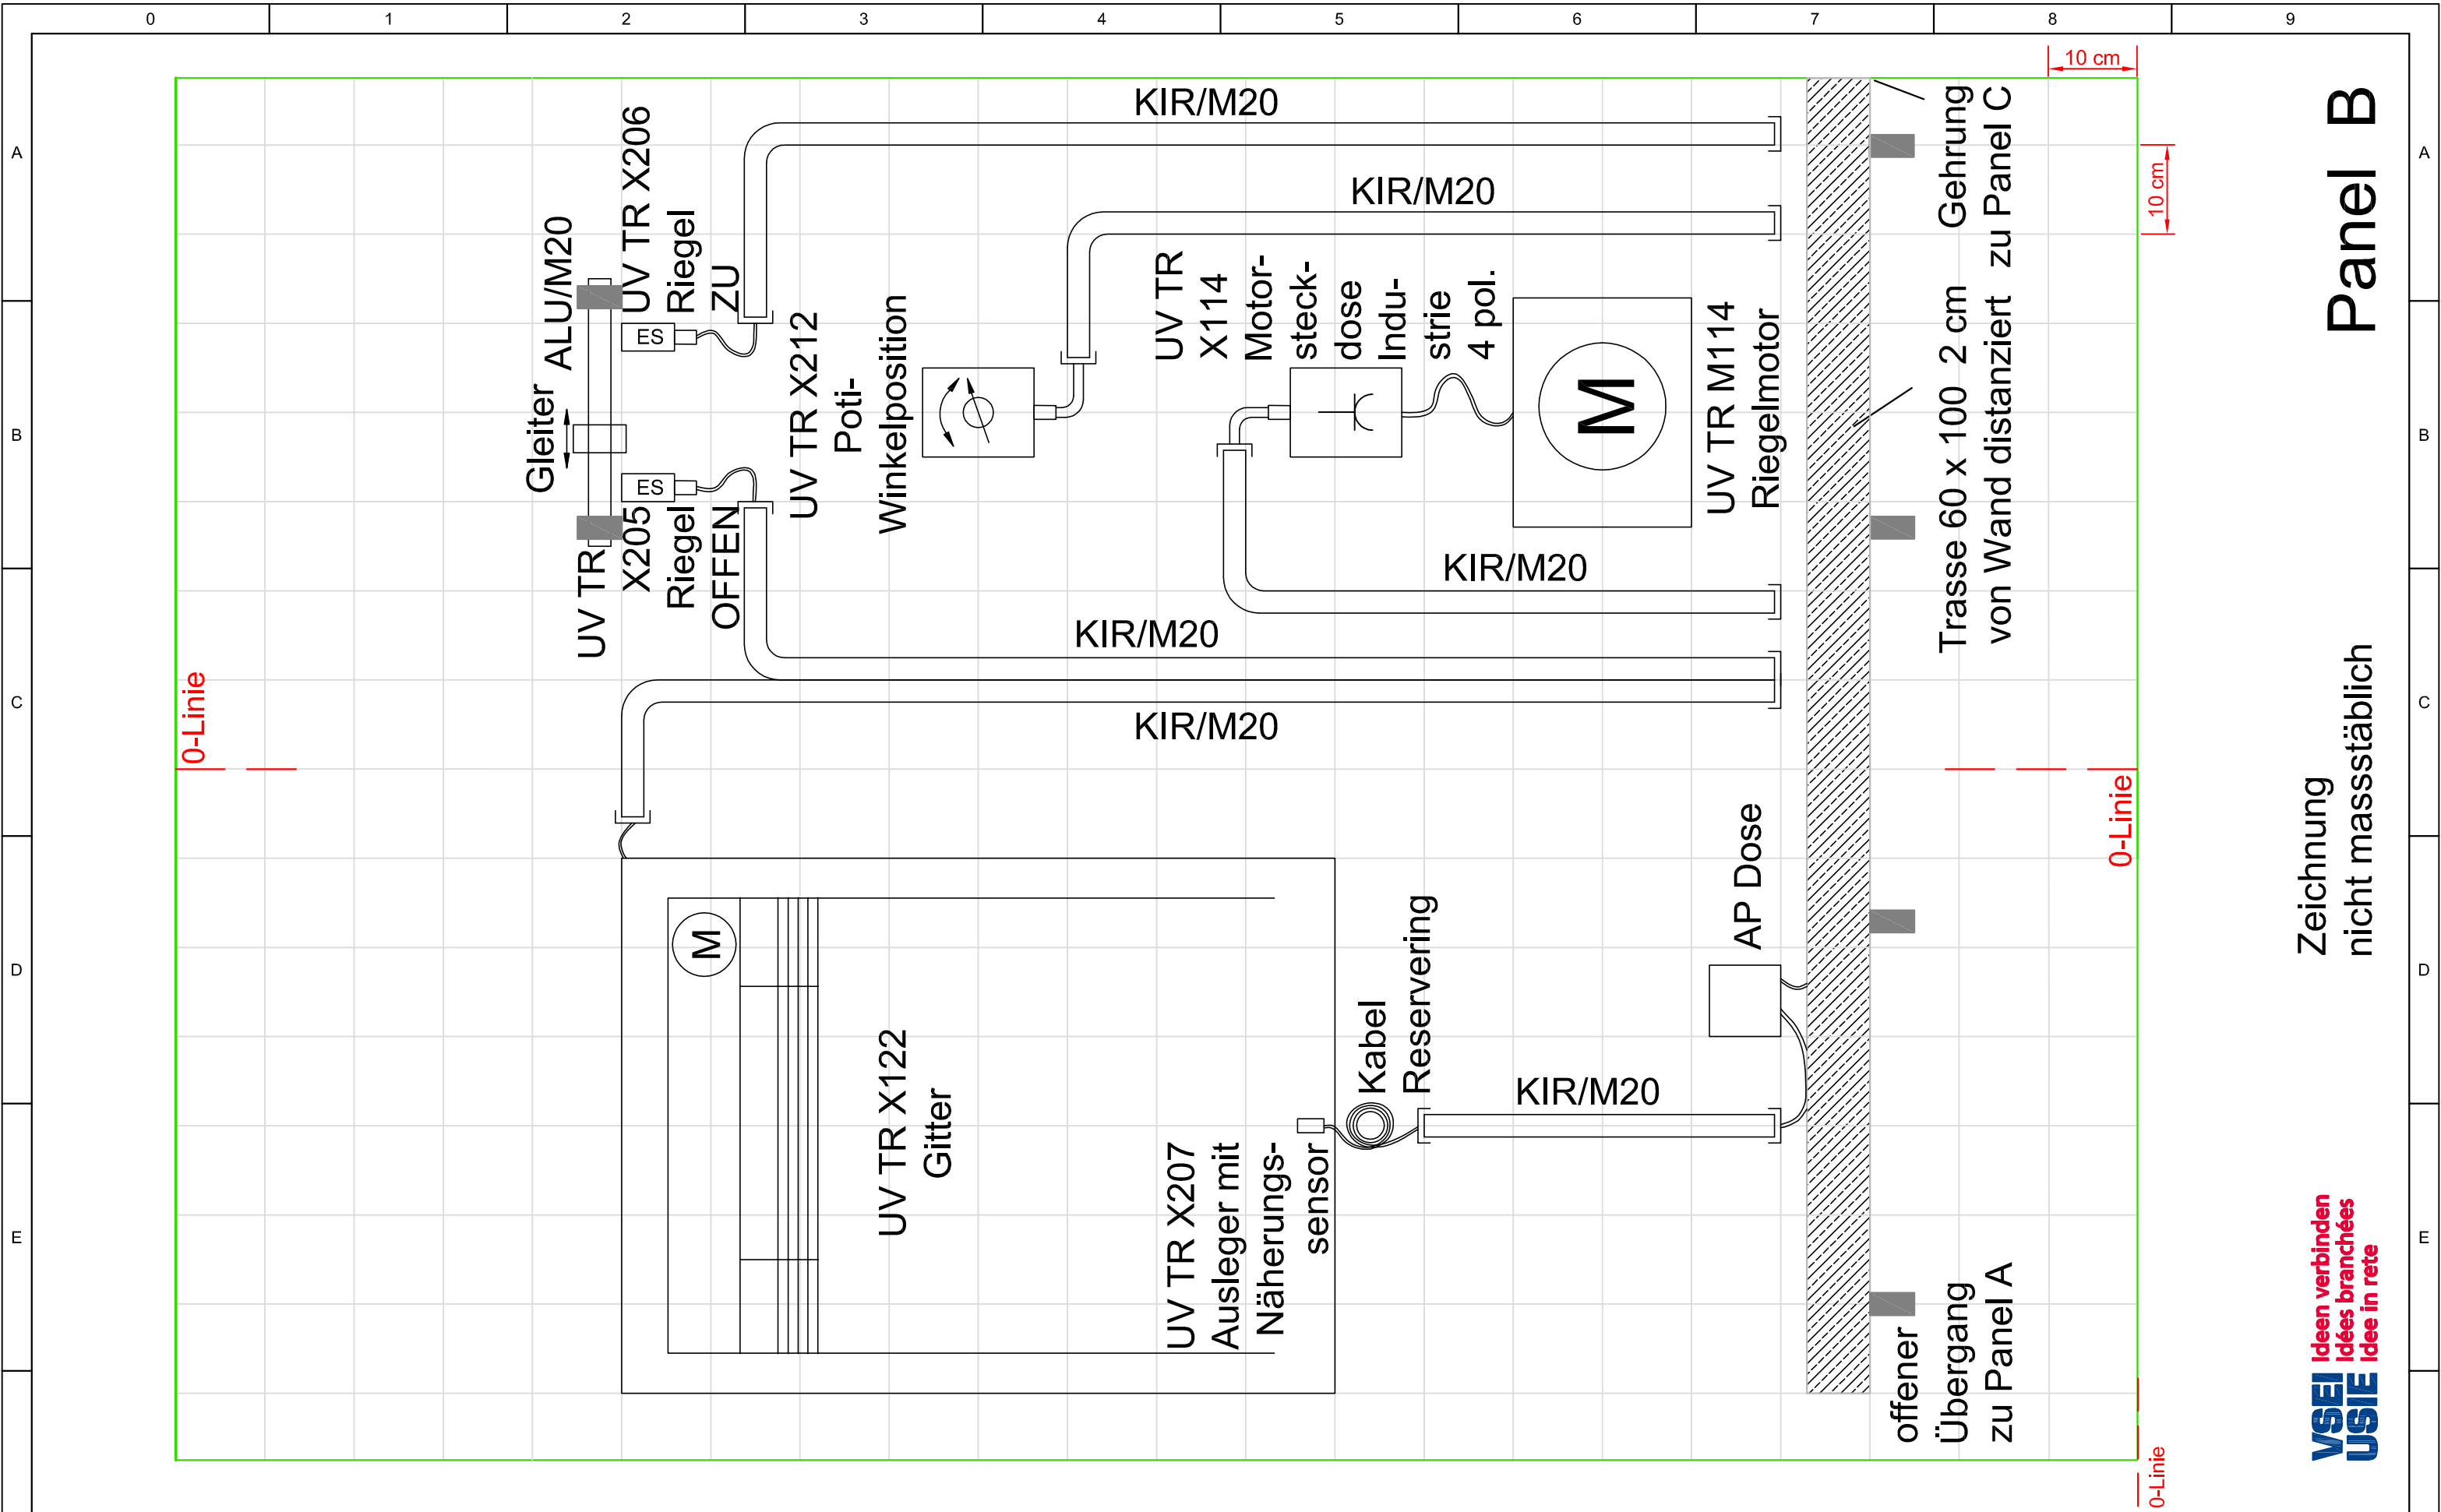 0 1 2 3 4 5 6 7 8 9
A
B
C
D
E
A
B
C
D
E
10 cm
10 cm
Panel B
Zeichnung
nicht massstäblich
KIR/M20
KIR/M20
KIR/M20
KIR/M20
KIR/M20
KIR/M20
Gleiter
ALU/M20
UV TR X206
Riegel
ZU
ES
ES
UV TR
X205
Riegel
OFFEN
UV TR X212
Poti-
Winkelposition
UV TR
X114
Motor-
steck-
dose
Indu-
strie
4 pol.
M
UV TR M114
Riegelmotor
Gehrung
zu Panel C
Trasse 60 x 100 2 cm
von Wand distanziert
0-Linie
0-Linie
0-Linie
M
UV TR X122
Gitter
UV TR X207
Ausleger mit
Näherungs-
sensor
Kabel
Reservering
AP Dose
offener
Übergang
zu Panel A
VSEI
USIE
Ideen verbinden
Idées branchées
Idee in rete